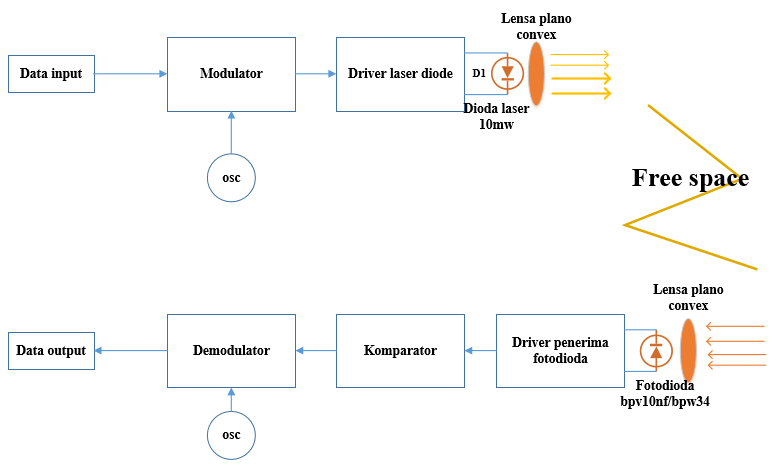 Lensa plano
convex
Data input
Modulator
Driver laser diode
D1
Dioda laser
10mw
osc
Free space
Lensa plano
convex
Data output
Demodulator
Komparator
Driver penerima
fotodioda
Fotodioda
bpv10nf/bpw34
osc